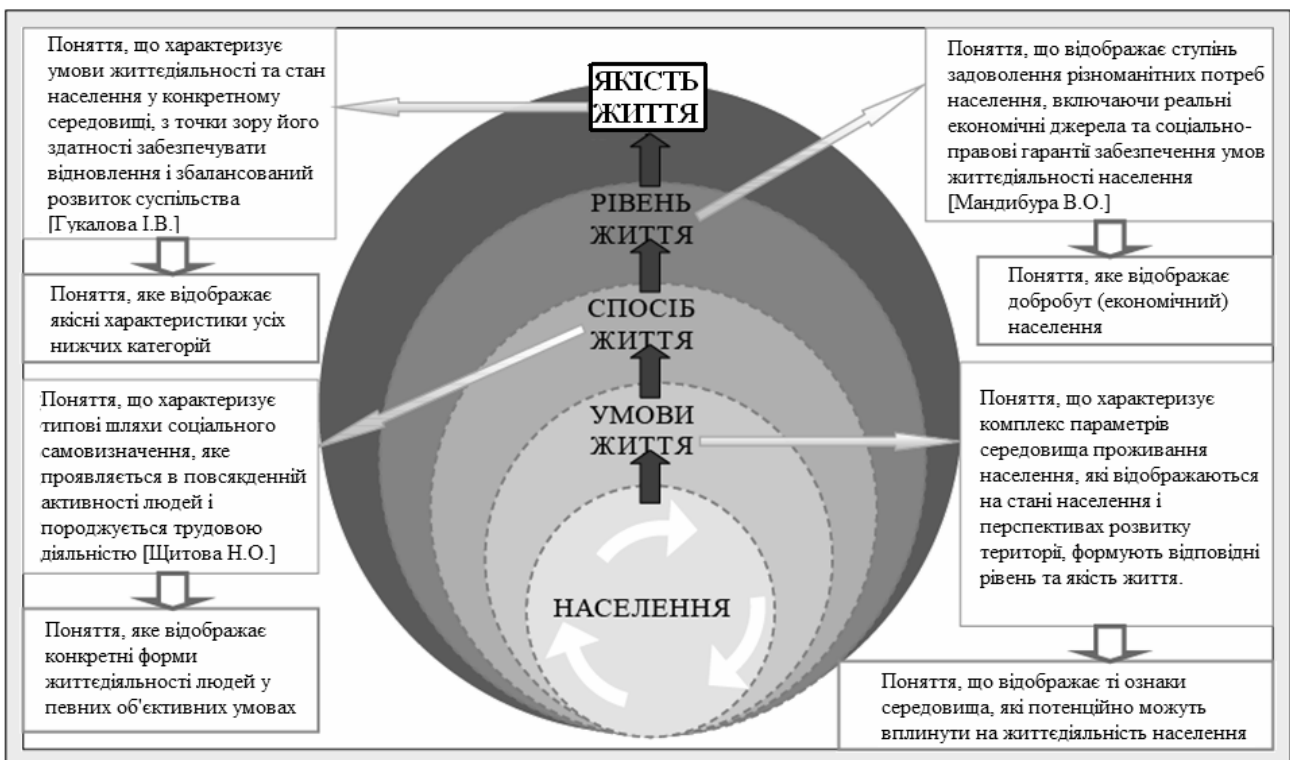 Поняття, що характеризує
умови життєдіяльності та стан
населення у конкретному
середовищі, з точки зору його
здатності забезпечувати
відновлення і збалансований
розвиток суспільства
[Гукалова І.В.]
Поняття, яке відображає
якісні характеристики усіх
нижчих категорій
Поняття, що характеризує
типові шляхи соціального
самовизначення, яке
проявляється в повсякденній
активності людей і
породжується трудовою
діяльністю [Щитова Н.О.]
Поняття, яке відображає
конкретні форми
життєдіяльності людей у
певних об'єктивних умовах
ЯКІСТЬ
ЖИТТЯ
РІВЕНЬ
ЖИТТЯ
СПОСІБ
ЖИТТЯ
УМОВИ
ЖИТТЯ
НАСЕЛЕННЯ
Поняття, що відображає ступінь
задоволення різноманітних потреб
населення, включаючи реальні
економічні джерела та соціально-
правові гарантії забезпечення умов
життєдіяльності населення
[Мандибура В.О.]
Поняття, яке відображає
добробут (економічний)
населення
Поняття, що характеризує
комплекс параметрів
середовища проживання
населення, які відображаються
на стані населення і
перспективах розвитку
території, формують відповідні
рівень та якість життя.
Поняття, що відображає ті ознаки
середовища, які потенційно можуть
вплинути на життєдіяльність населення